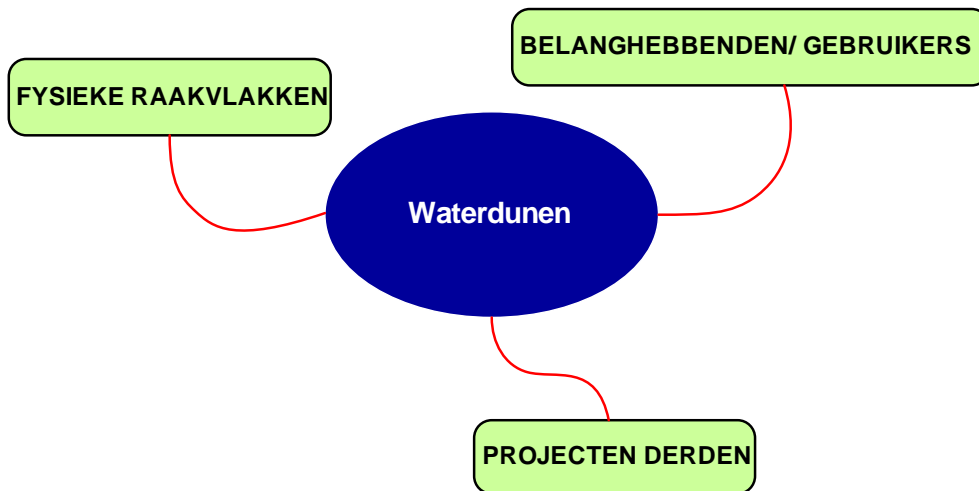 BELANGHEBBENDEN/ GEBRUIKERS
FYSIEKE RAAKVLAKKEN
Waterdunen
PROJECTEN DERDEN